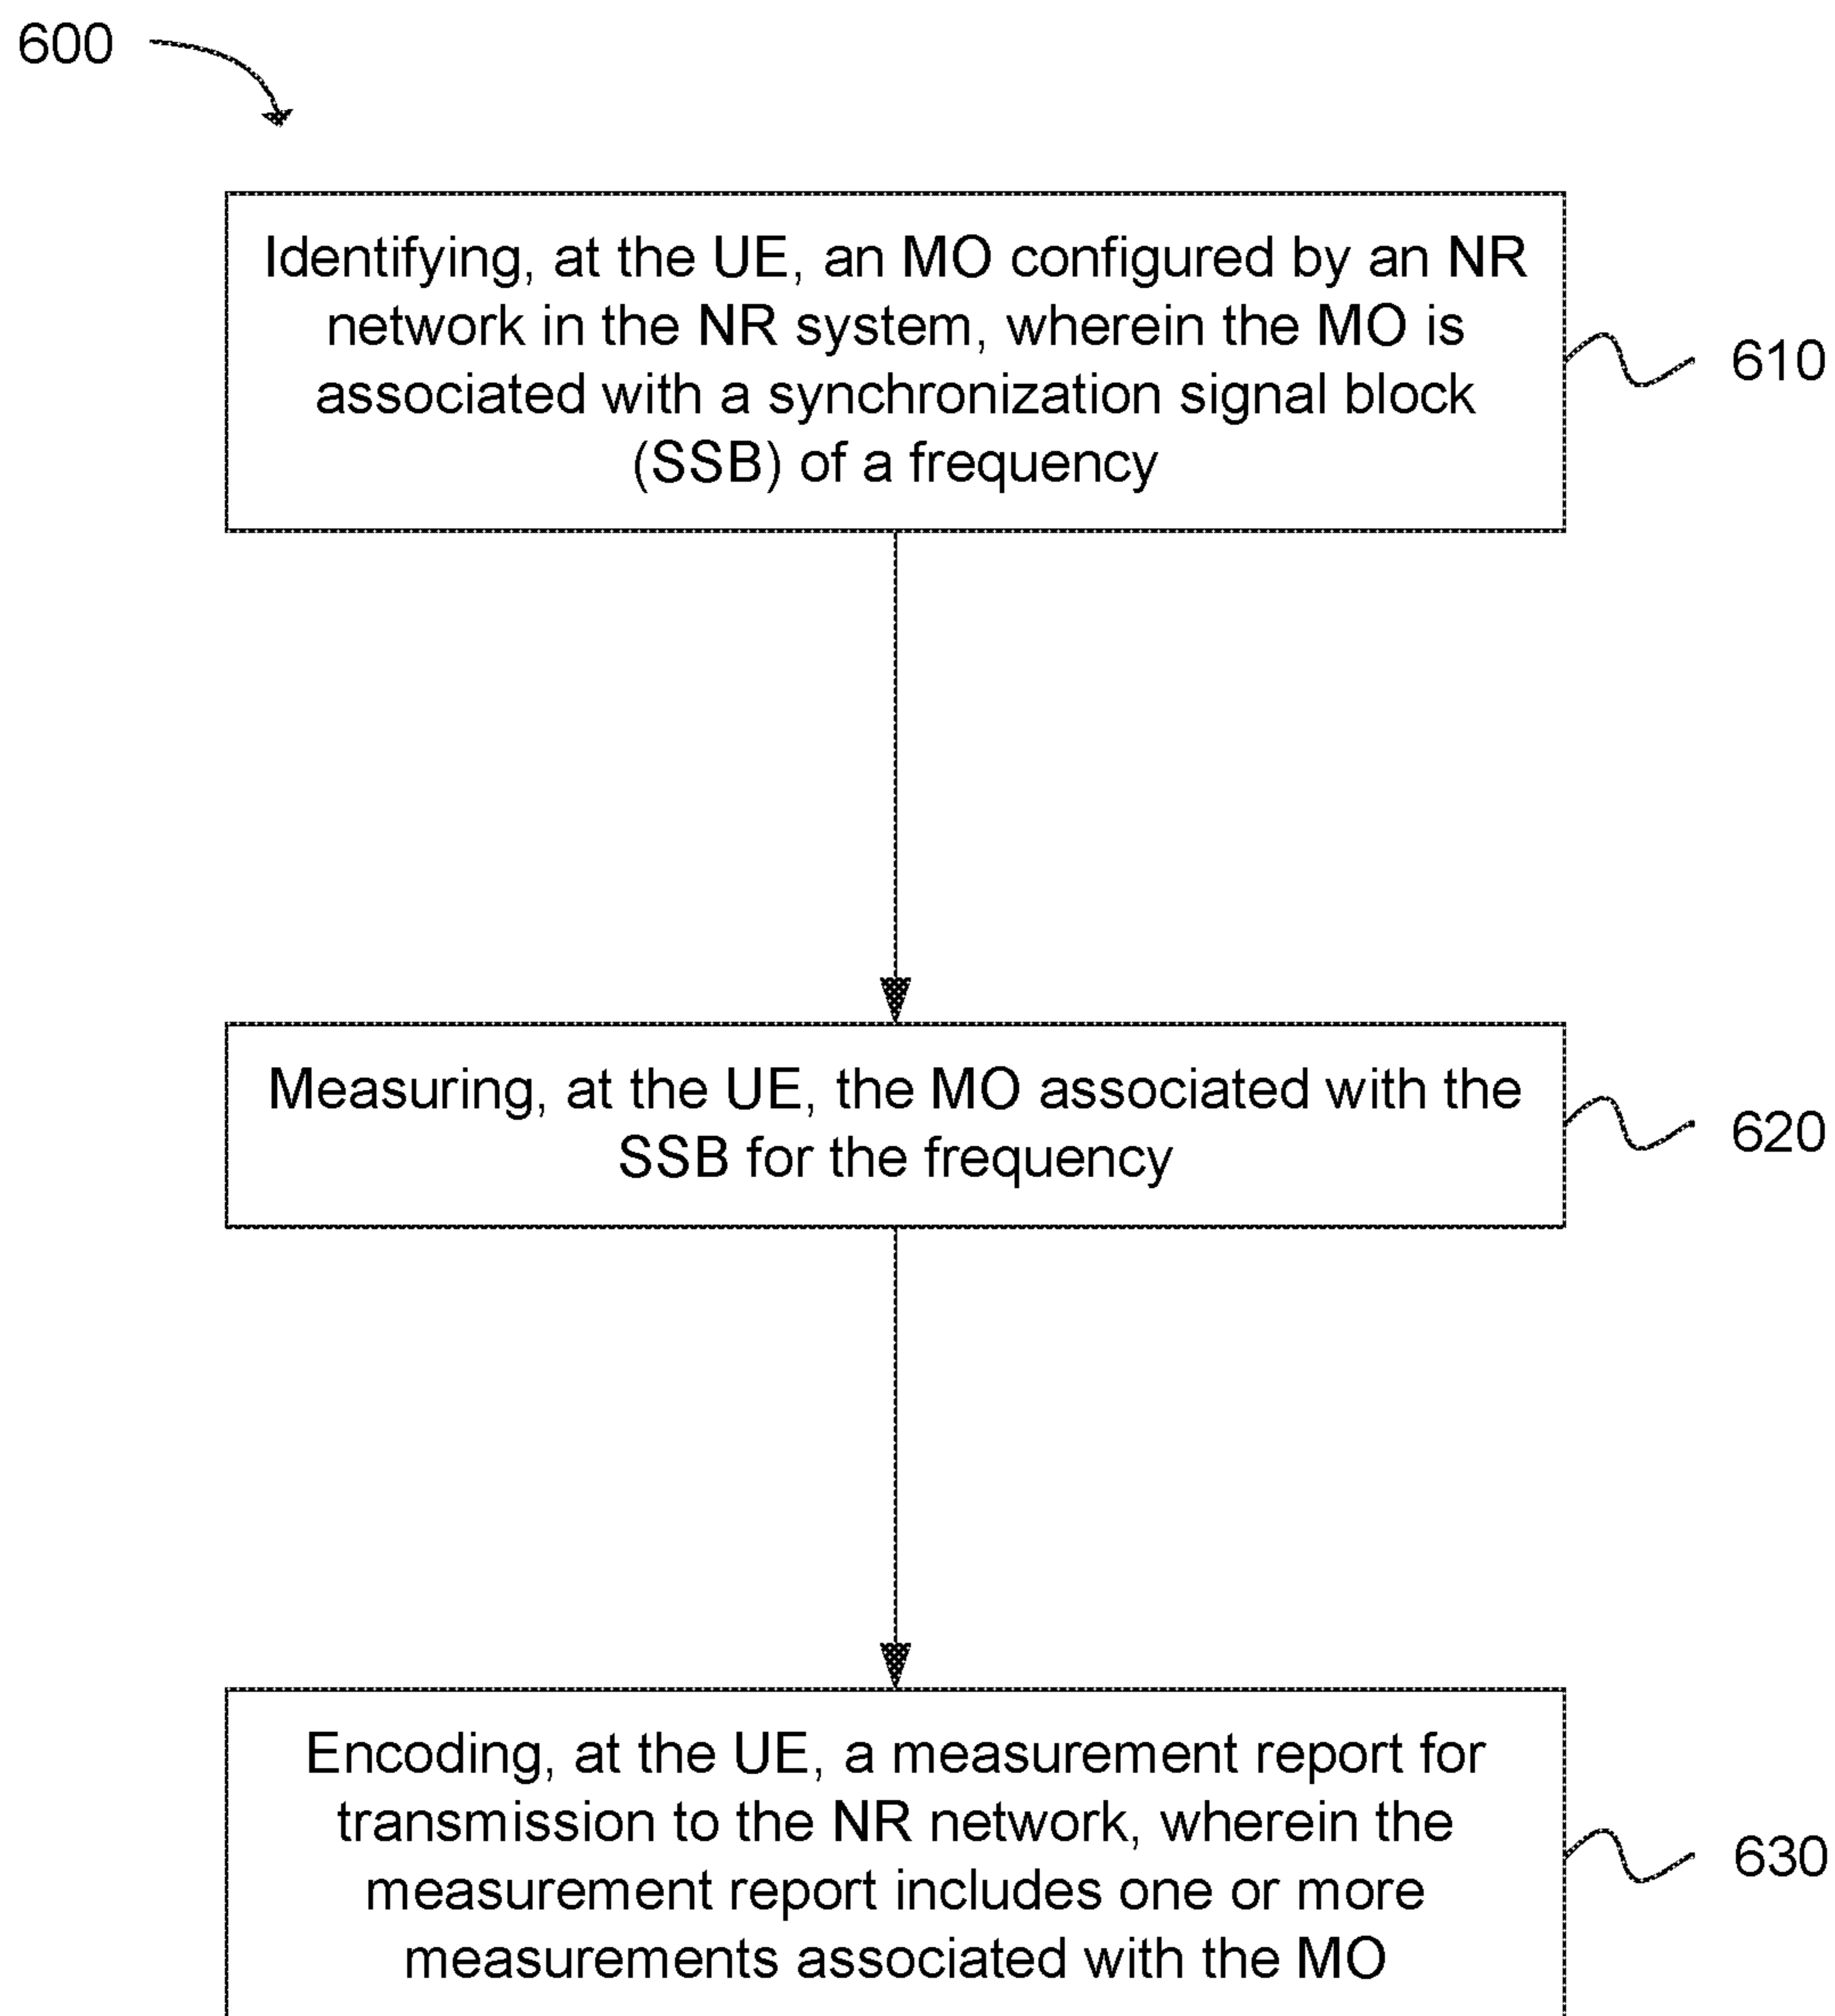 600
Identifying, at the UE, an MO configured by an NR
network in the NR system, wherein the MO is
associated with a synchronization signal block
(SSB) of a frequency
610
Measuring, at the UE, the MO associated with the
SSB for the frequency
620
Encoding, at the UE, a measurement report for
transmission to the NR network, wherein the
measurement report includes one or more
measurements associated with the MO
630